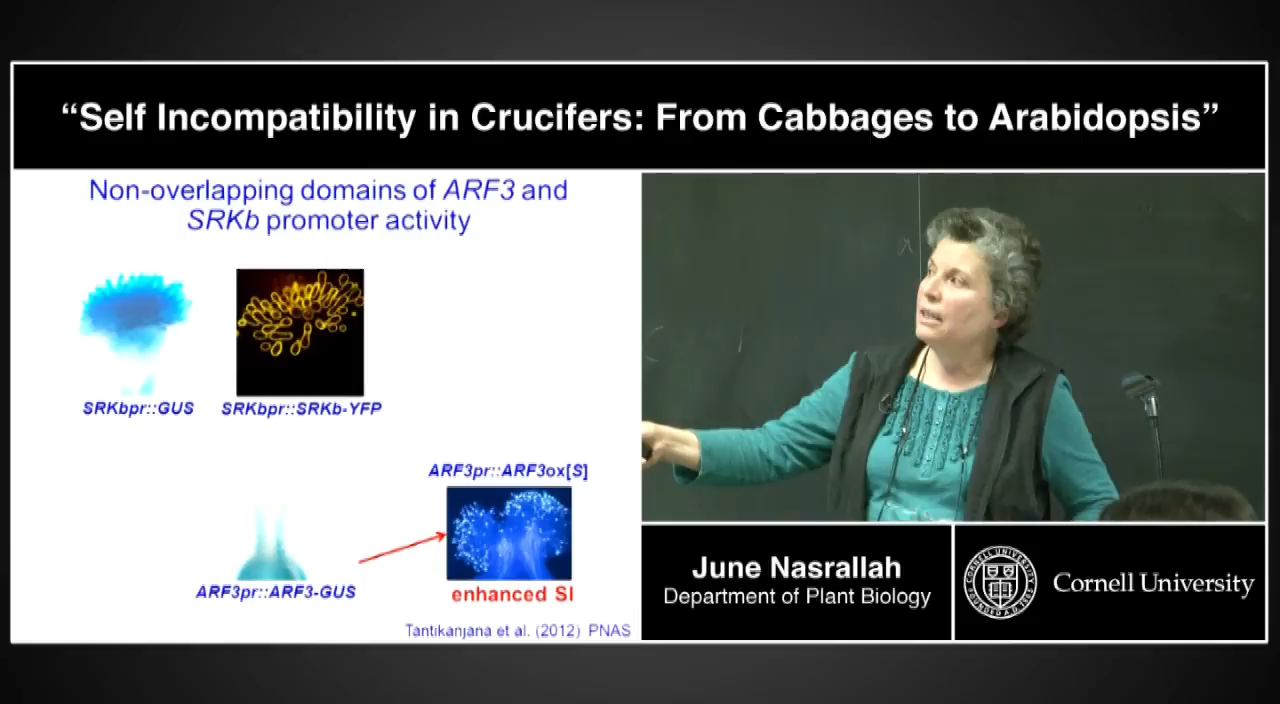 “Self Incompatibility in Crucifers: From Cabbages to Arabidopsis”
Non-overlapping domains of ARF3 and
SRKb promoter activity
SRKbpr::GUS
SRKbpr::SRKb-YFP
ARF3pr::ARF3ox[S]
ARF3pr::ARF3-GUS
enhanced SI
Tantikanjana et al. (2012) PNAS
June Nasrallah
Department of Plant Biology
Cornell University